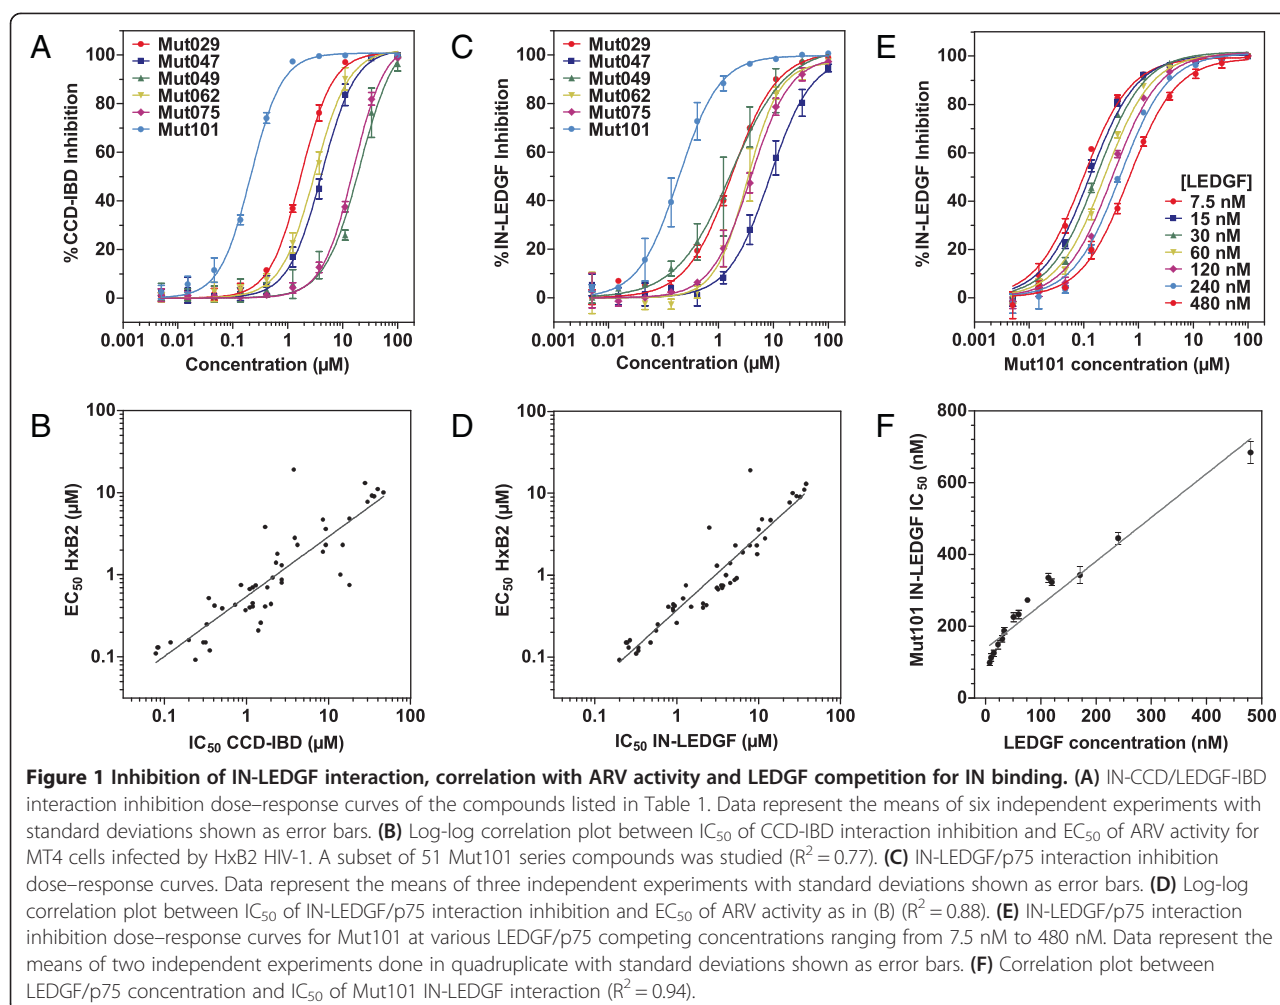 A
100
80
60
40
20
0
%CCD-IBD Inhibition
Mut029
Mut047
Mut049
Mut062
Mut075
Mut101
0.001
0.01
0.1
1
10
100
Concentration (µM)
C
100
80
60
40
20
0
%IN-LEDGF Inhibition
Mut029
Mut047
Mut049
Mut062
Mut075
Mut101
0.001
0.01
0.1
1
10
100
Concentration (µM)
E
100
80
60
40
20
0
%IN-LEDGF Inhibition
[LEDGF]
7.5 nM
15 nM
30 nM
60 nM
120 nM
240 nM
480 nM
0.001
0.01
0.1
1
10
100
Mut101 concentration (µM)
B
100
10
1
0.1
EC50 HxB2 (µM)
0.1
1
10
100
IC50 CCD-IBD (µM)
D
100
10
1
0.1
EC50 HxB2 (µM)
0.1
1
10
100
IC50 IN-LEDGF (µM)
F
800
600
400
200
0
Mut101 IN-LEDGF IC50 (nM)
0
100
200
300
400
500
LEDGF concentration (nM)
Figure 1 Inhibition of IN-LEDGF interaction, correlation with ARV activity and LEDGF competition for IN binding. (A) IN-CCD/LEDGF-IBD
interaction inhibition dose–response curves of the compounds listed in Table 1. Data represent the means of six independent experiments with
standard deviations shown as error bars. (B) Log-log correlation plot between IC50 of CCD-IBD interaction inhibition and EC50 of ARV activity for
MT4 cells infected by HxB2 HIV-1. A subset of 51 Mut101 series compounds was studied (R² = 0.77). (C) IN-LEDGF/p75 interaction inhibition
dose–response curves. Data represent the means of three independent experiments with standard deviations shown as error bars. (D) Log-log
correlation plot between IC50 of IN-LEDGF/p75 interaction inhibition and EC50 of ARV activity as in (B) (R² = 0.88). (E) IN-LEDGF/p75 interaction
inhibition dose–response curves for Mut101 at various LEDGF/p75 competing concentrations ranging from 7.5 nM to 480 nM. Data represent the
means of two independent experiments done in quadruplicate with standard deviations shown as error bars. (F) Correlation plot between
LEDGF/p75 concentration and IC50 of Mut101 IN-LEDGF interaction (R² = 0.94).